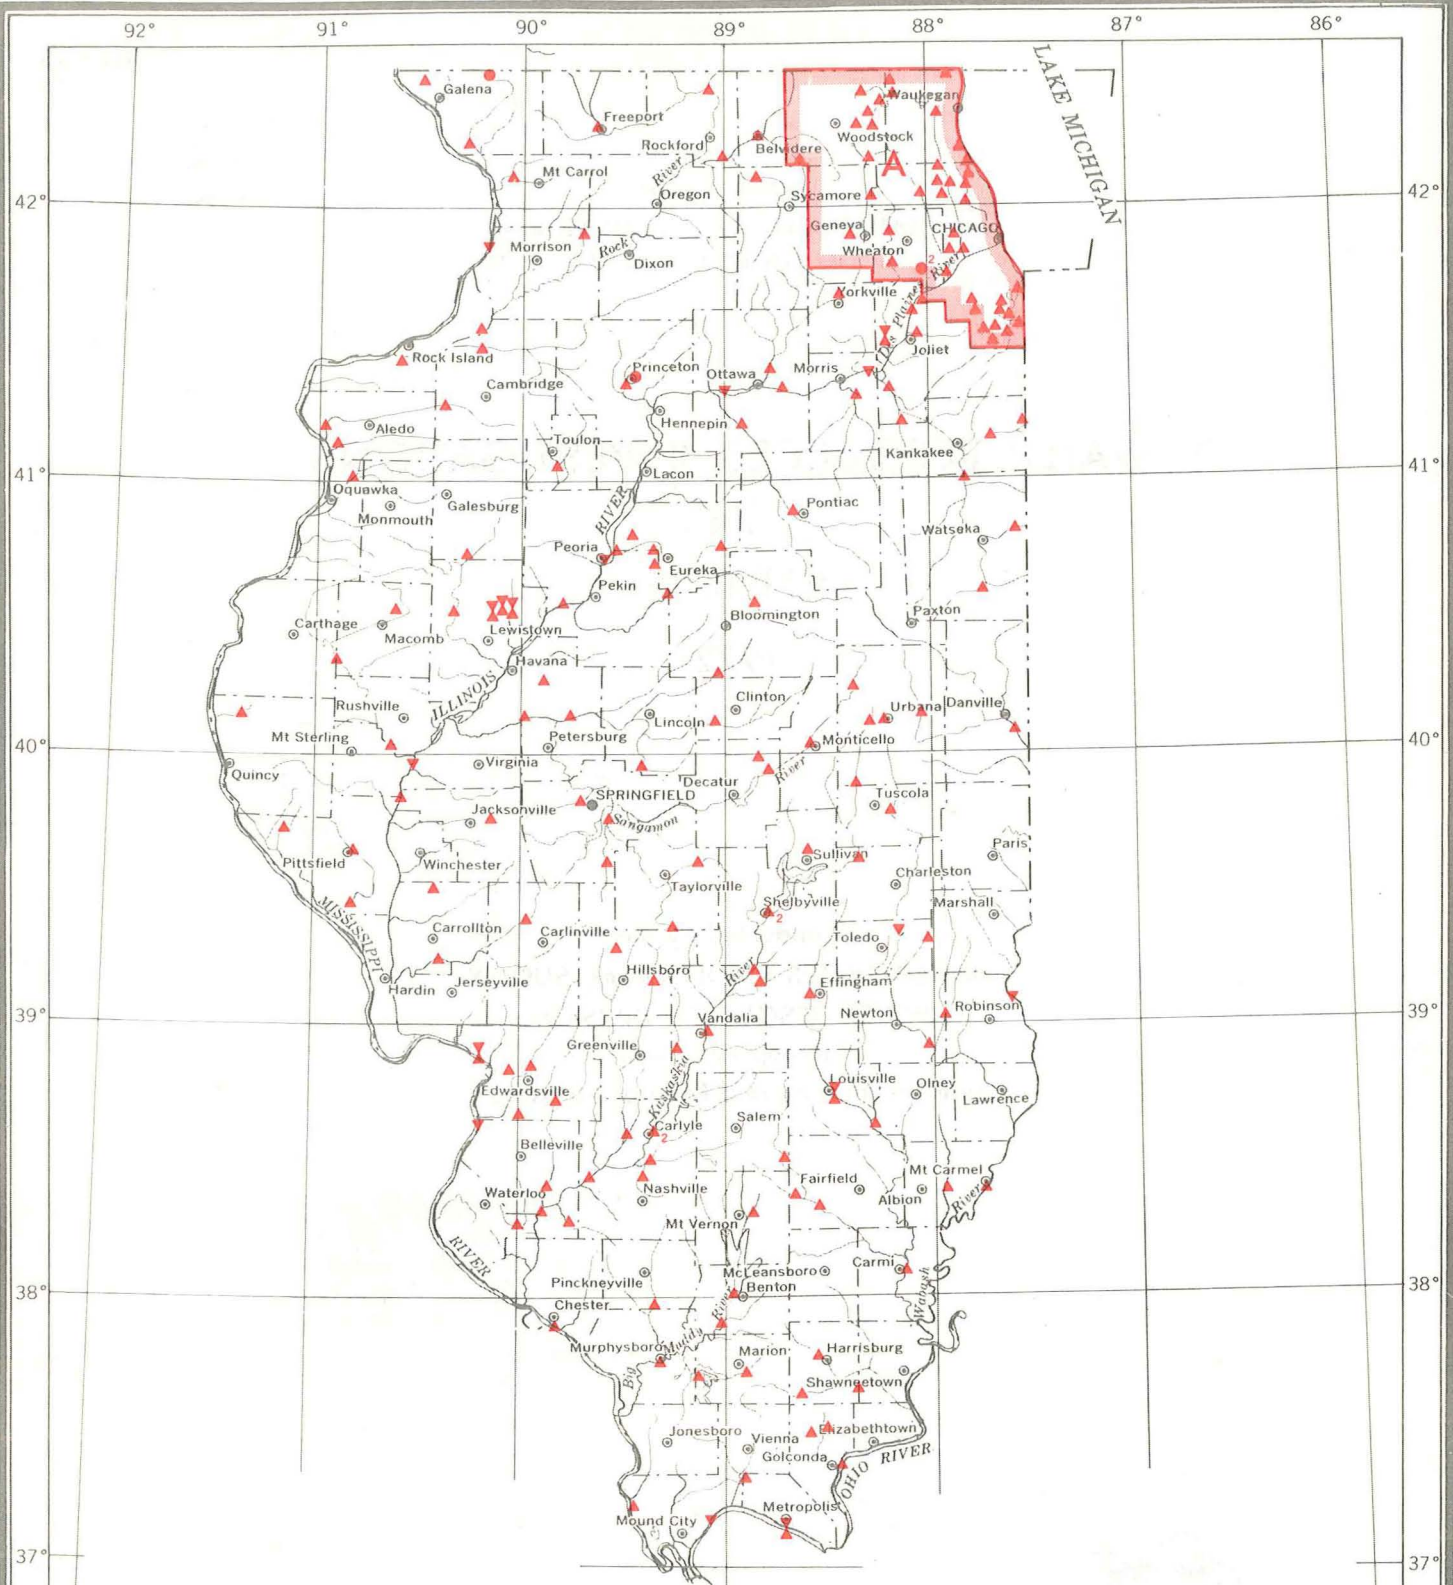 92° 90° 89° 88° 87° 86°
LAKE MICHIGAN
Galena
Waukegan
Freeport
Woodstock
Rockford
Belvidere
A
River
Mt Carrol
42°
Oregon
Sycamore
42°
Geneva
CHICAGO
Morrison
Rock
Wheaton
Dixon
2
River
Yorkville
Des Plaines
Joliet
Rock Island
Princeton
Ottawa
Morris
Cambridge
Hennepin
Aledo
Toulon
Kankakee
41°
Lacon
41°
Oquawka
Galesburg
Monmouth
RIVER
Pontiac
Watseka
Peoria
Eureka
Pekin
Carthage
Macomb
Lewistown
Bloomington
Paxton
Havana
ILLINOIS
Rushville
Clinton
Urbana
Danville
Lincoln
Mt Sterling
Petersburg
Monticello
40°
40°
Quincy
Virginia
Decatur
River
Jacksonville
SPRINGFIELD
Tuscola
Sangamon
Pittsfield
Winchester
Sullivan
Paris
Taylorville
Charleston
MISSISSIPPI
Shelbyville
2
Marshall
Carrollton
Carlinville
Toledo
Hardin
Jerseyville
Hillsboro
River
Effingham
39°
Vandalia
Newton
Robinson
39°
Greenville
Edwardsville
Kaskaskia
Louisville
Olney
Lawrence
Carlyle
2
Salem
Belleville
Waterloo
Nashville
Fairfield
Mt Carmel
Albion
River
Mt Vernon
RIVER
Pinckneyville
McLeansboro
Carmi
38°
Chester
River
Benton
Wabash
38°
Murphysboro
Muddy
Big
Marion
Harrisburg
Shawneetown
Jonesboro
Vienna
Elizabethtown
Golconda
OHIO RIVER
Mound City
Metropolis
37°
37°